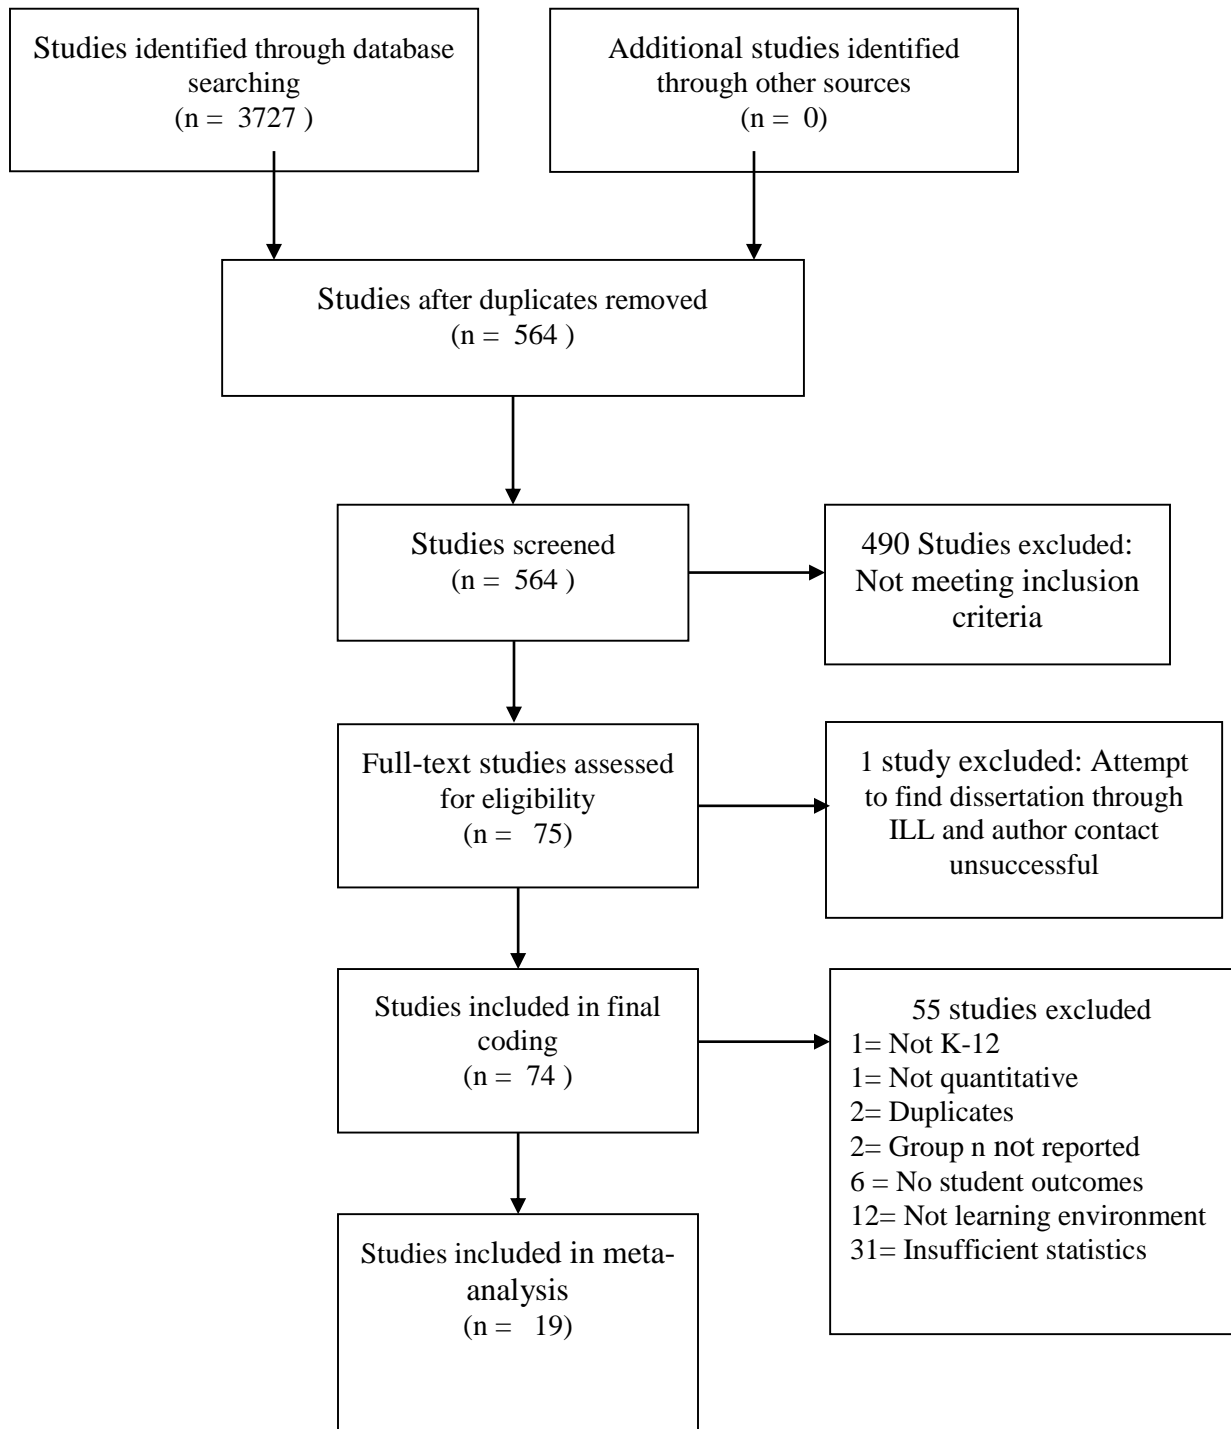 Studies identified through database
searching
(n = 3727 )
Additional studies identified
through other sources
(n = 0)
Studies after duplicates removed
(n = 564 )
Studies screened
(n = 564 )
490 Studies excluded:
Not meeting inclusion
criteria
Full-text studies assessed
for eligibility
(n = 75)
1 study excluded: Attempt
to find dissertation through
ILL and author contact
unsuccessful
Studies included in final
coding
(n = 74 )
55 studies excluded
1= Not K-12
1= Not quantitative
2= Duplicates
2= Group n not reported
6 = No student outcomes
12= Not learning environment
31= Insufficient statistics
Studies included in meta-
analysis
(n = 19)